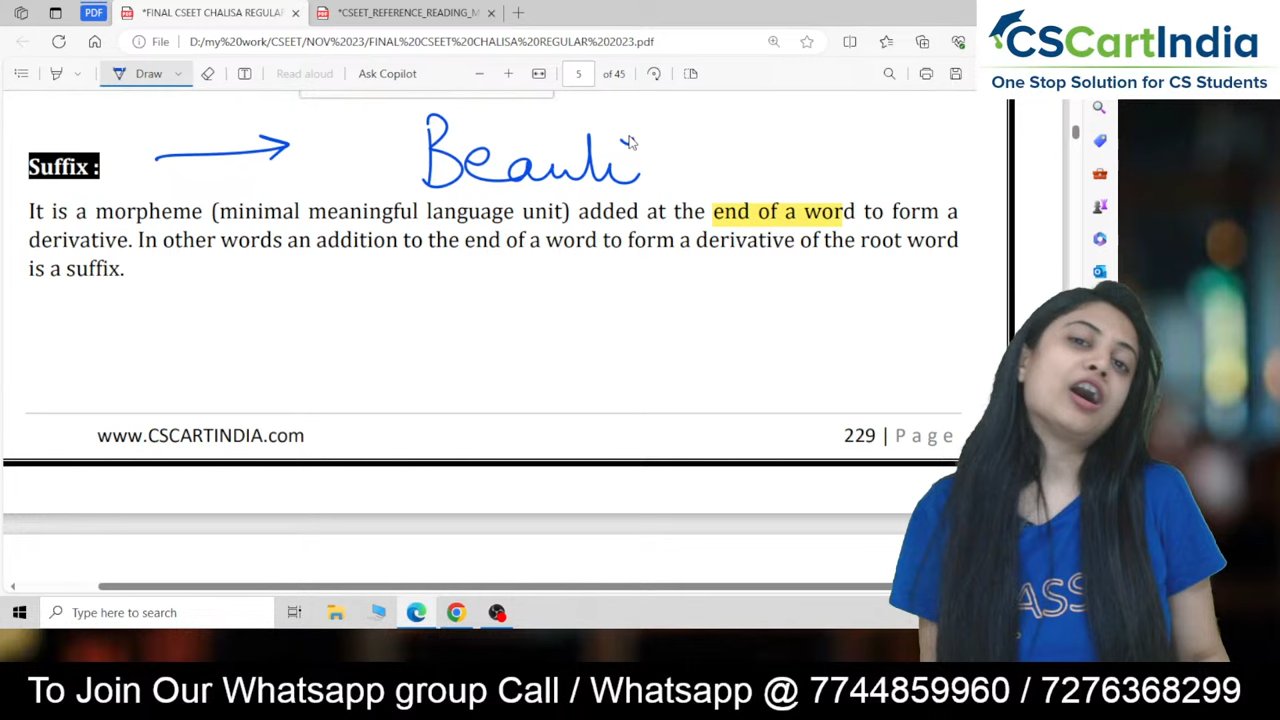 *FINAL CSEET CHALISA REGULAR
*CSEET_REFERENCE_READING_M
File
D:/my%20work/CSEET/NOV%2023/FINAL%20CSEET%20CHALISA%20REGULAR%202023.pdf
Draw
Read aloud
Ask Copilot
5 of 45
CSCartIndia
One Stop Solution for CS Students
Suffix :
Beauti
It is a morpheme (minimal meaningful language unit) added at the end of a word to form a
derivative. In other words an addition to the end of a word to form a derivative of the root word
is a suffix.
www.CSCARTINDIA.com
229 | Page
Type here to search
To Join Our Whatsapp group Call / Whatsapp @ 7744859960 / 7276368299